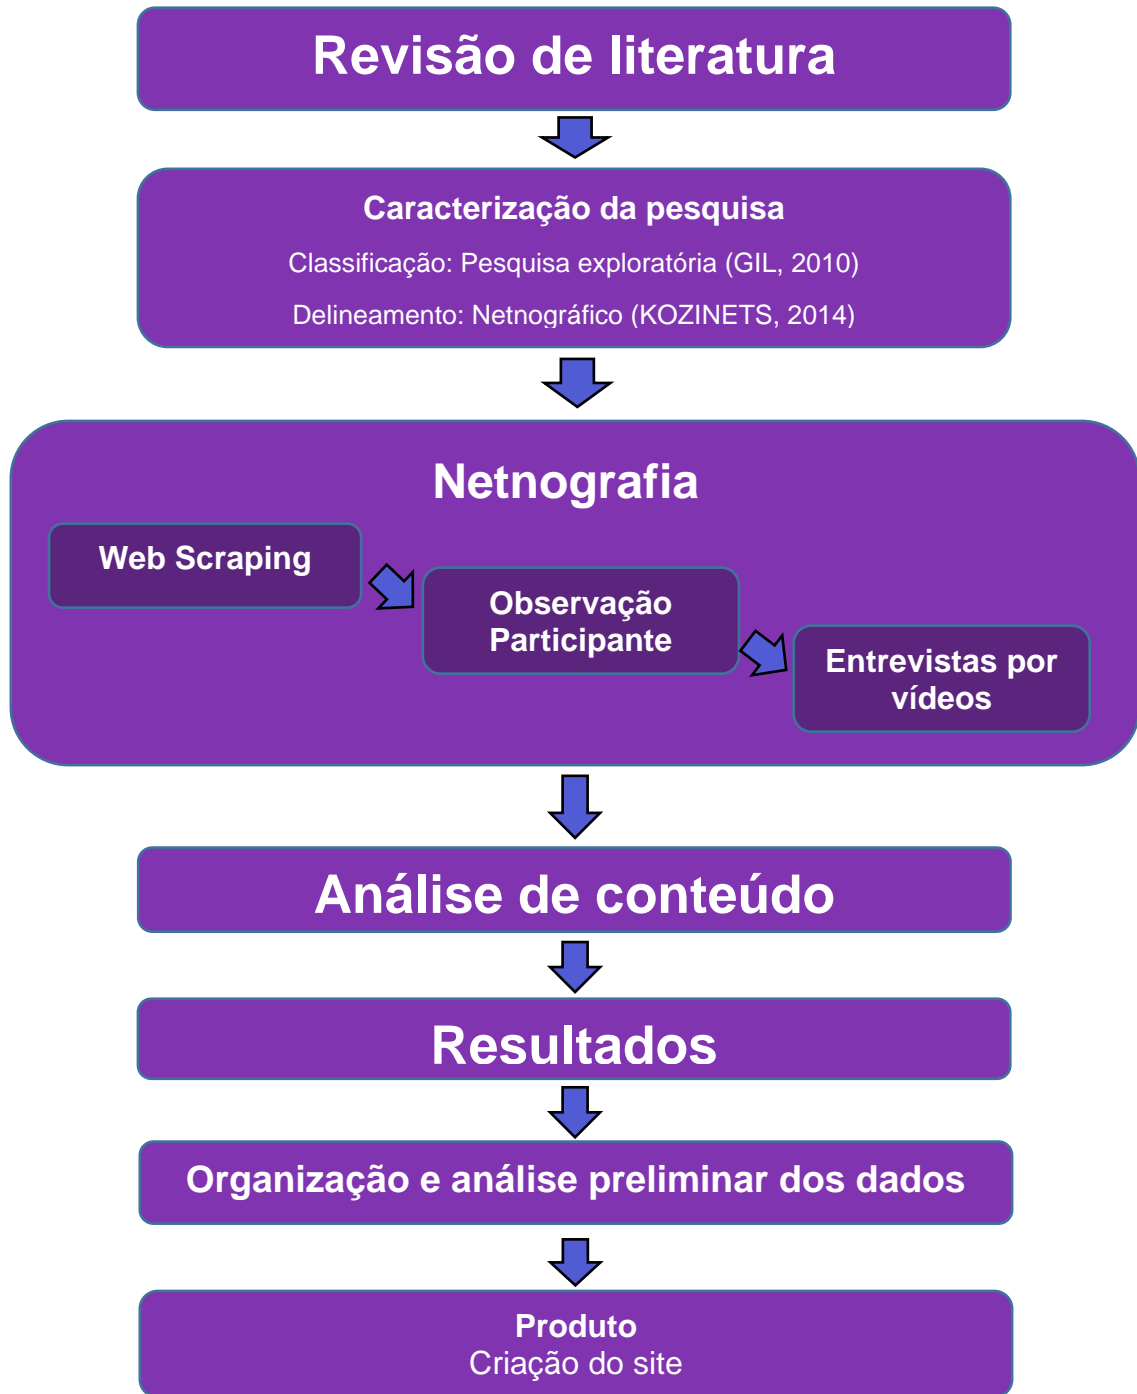 Revisão de literatura
Caracterização da pesquisa
Classificação: Pesquisa exploratória (GIL, 2010)
Delineamento: Netnográfico (KOZINETS, 2014)
Netnografia
Web Scraping
Observação
Participante
Entrevistas por
vídeos
Análise de conteúdo
Resultados
Organização e análise preliminar dos dados
Produto
Criação do site